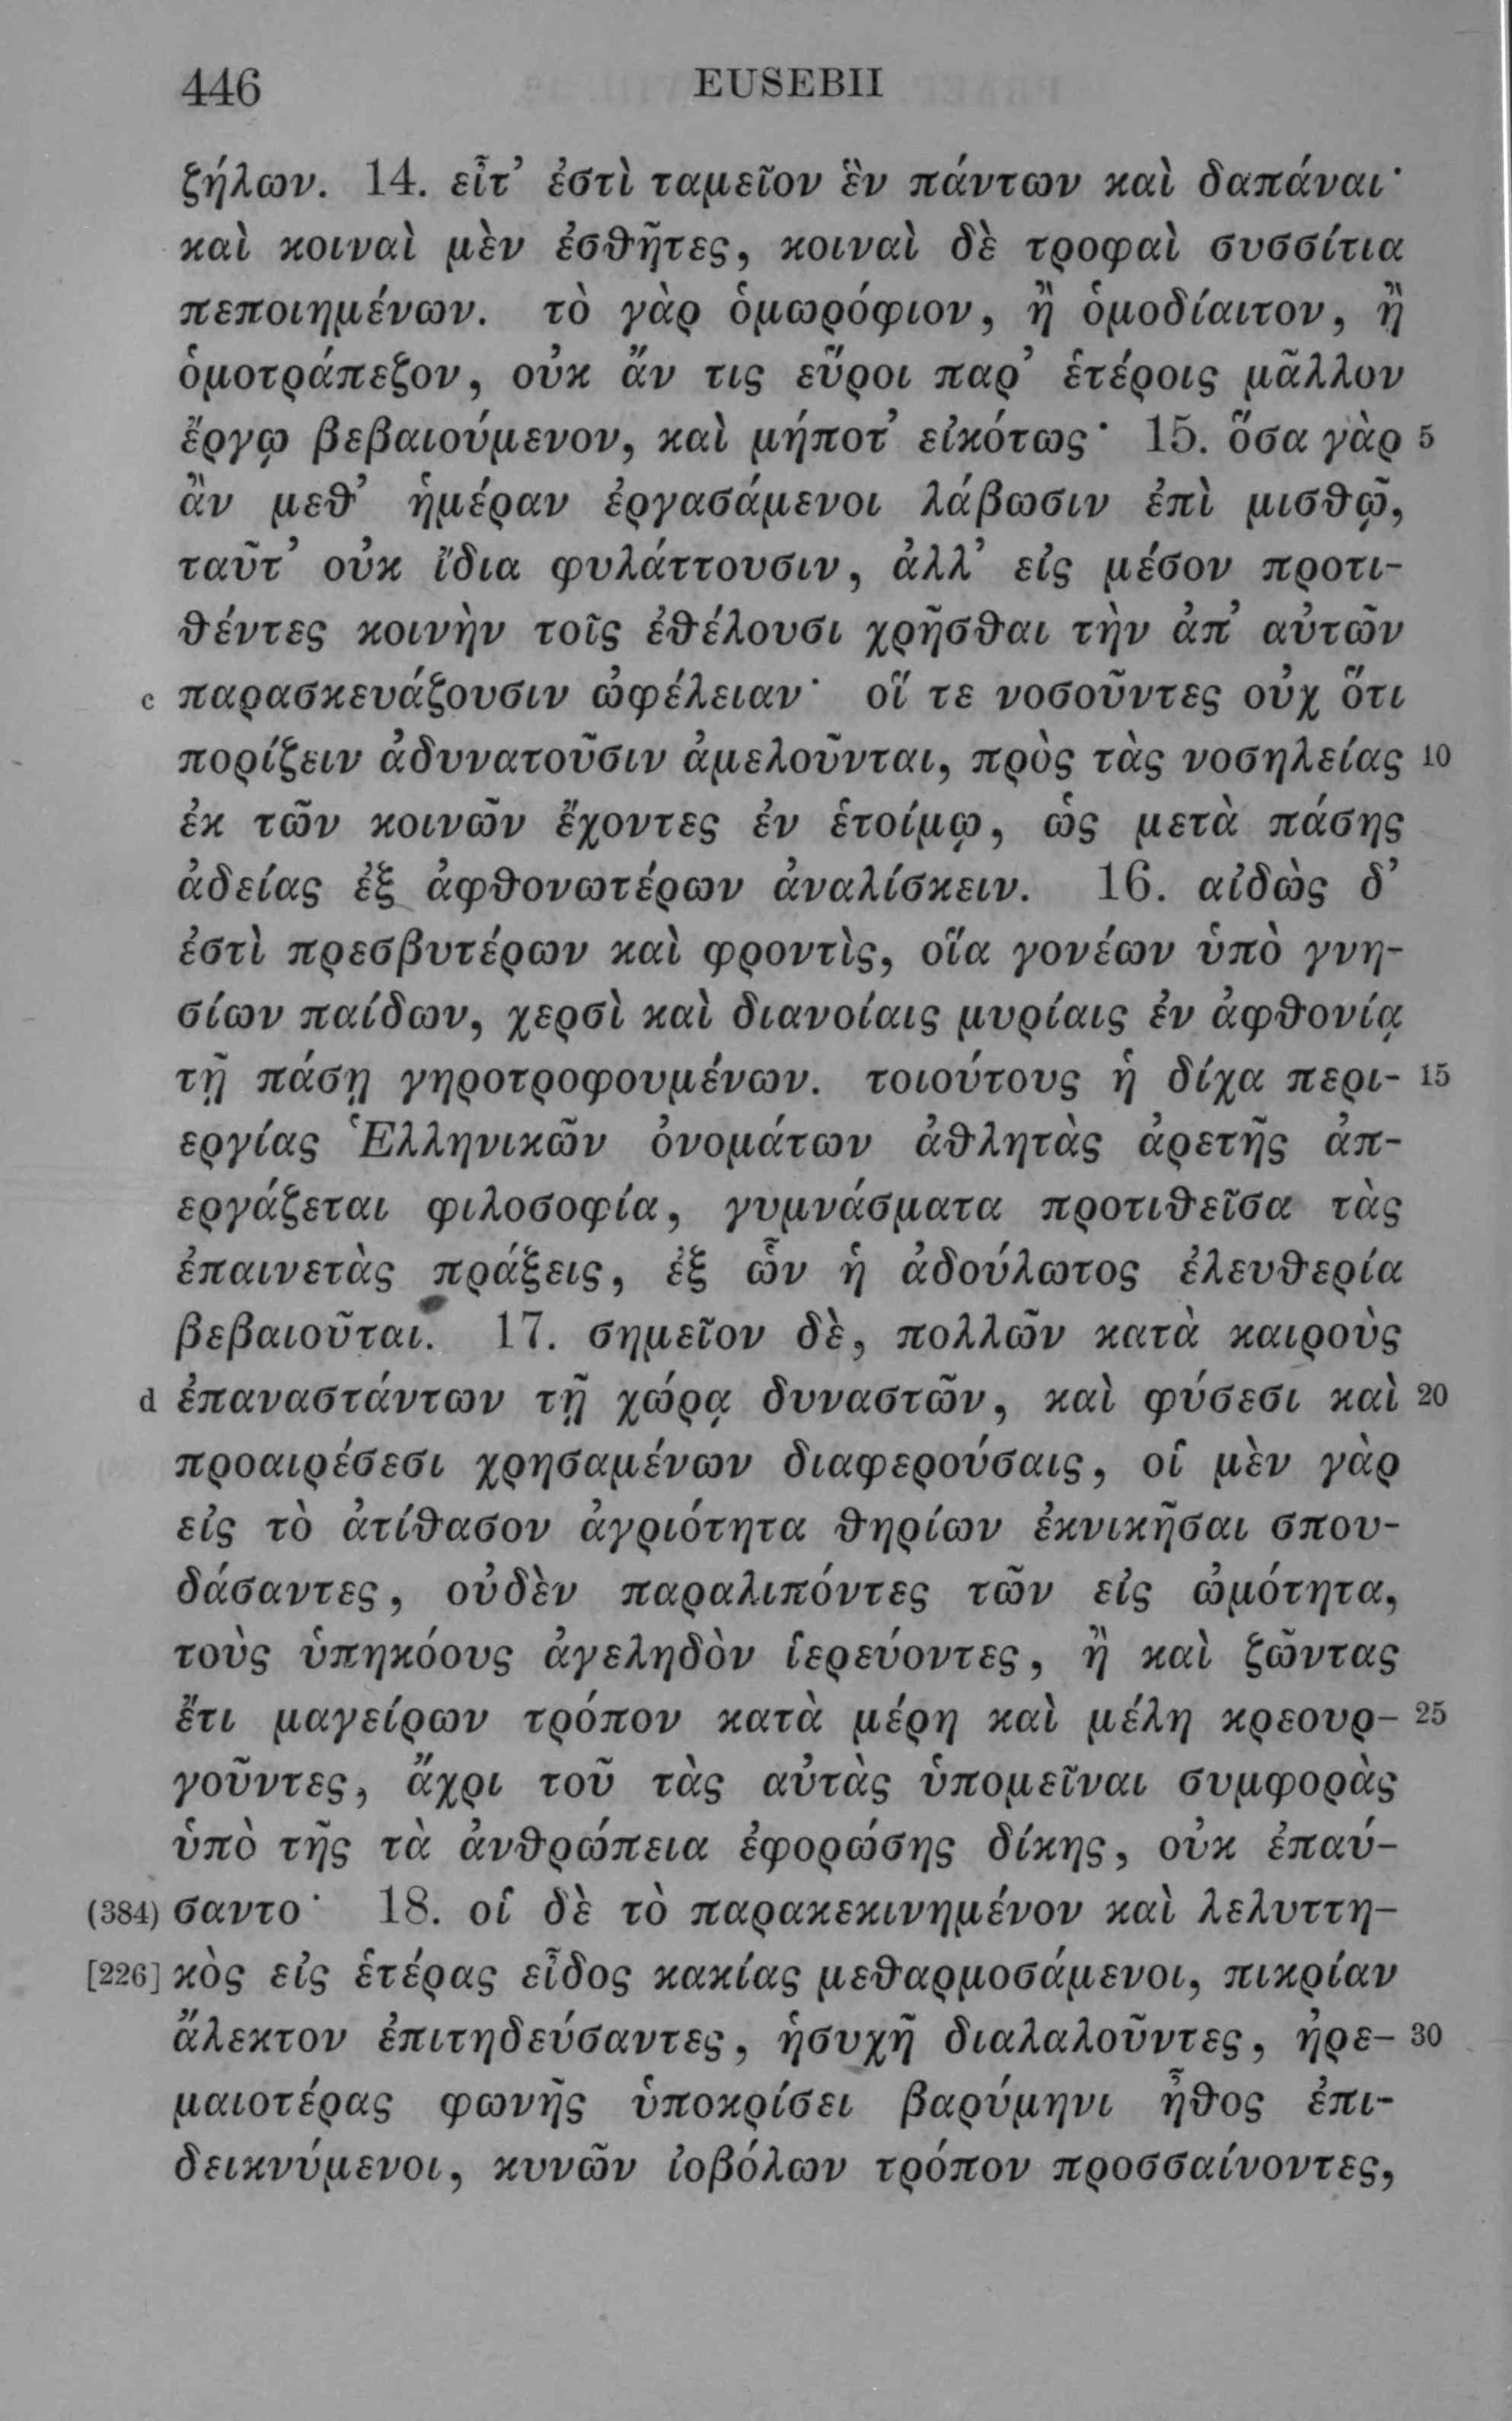 446 EUSEBII
ζήλων. 14. εἶτ’ ἐστὶ ταμεῖον ἓν πάντων καὶ δαπάναι·
καὶ κοιναὶ μὲν ἐσθῆτες, κοιναὶ δὲ τροφαὶ συσσίτια
πεποιημένων. τὸ γὰρ ὁμωρόφιον, ἢ ὁμοδίαιτον, ἢ
ὁμοτράπεζον, οὐκ ἄν τις εὕροι παρ’ ἑτέροις μᾶλλον
ἔργῳ βεβαιούμενον, καὶ μήποτ’ εἰκότως· 15. ὅσα γὰρ 5
ἂν μεθ’ ἡμέραν ἐργασάμενοι λάβωσιν ἐπὶ μισθῷ,
ταῦτ’ οὐκ ἴδια φυλάττουσιν, ἀλλ’ εἰς μέσον προτι-
θέντες κοινὴν τοῖς ἐθέλουσι χρῆσθαι τὴν ἀπ’ αὐτῶν
c παρασκευάζουσιν ὠφέλειαν· οἵ τε νοσοῦντες οὐχ ὅτι
πορίζειν ἀδυνατοῦσιν ἀμελοῦνται, πρὸς τὰς νοσηλείας 10
ἐκ τῶν κοινῶν ἔχοντες ἐν ἑτοίμῳ, ὡς μετὰ πάσης
ἀδείας ἐξ ἀφθονωτέρων ἀναλίσκειν. 16. αἰδὼς δ’
ἐστὶ πρεσβυτέρων καὶ φροντὶς, οἵα γονέων ὑπὸ γνη-
σίων παίδων, χερσὶ καὶ διανοίαις μυρίαις ἐν ἀφθονίᾳ
τῇ πάσῃ γηροτροφουμένων. τοιούτους ἡ δίχα περι- 15
εργίας Ἑλληνικῶν ὀνομάτων ἀθλητὰς ἀρετῆς ἀπ-
εργάζεται φιλοσοφία, γυμνάσματα προτιθεῖσα τὰς
ἐπαινετὰς πράξεις, ἐξ ὧν ἡ ἀδούλωτος ἐλευθερία
βεβαιοῦται. 17. σημεῖον δὲ, πολλῶν κατὰ καιροὺς
d ἐπαναστάντων τῇ χώρᾳ δυναστῶν, καὶ φύσεσι καὶ 20
προαιρέσεσι χρησαμένων διαφερούσαις, οἱ μὲν γὰρ
εἰς τὸ ἀτίθασον ἀγριότητα θηρίων ἐκνικῆσαι σπου-
δάσαντες, οὐδὲν παραλιπόντες τῶν εἰς ὠμότητα,
τοὺς ὑπηκόους ἀγεληδὸν ἱερεύοντες, ἢ καὶ ζῶντας
ἔτι μαγείρων τρόπον κατὰ μέρη καὶ μέλη κρεουρ- 25
γοῦντες, ἄχρι τοῦ τὰς αὐτὰς ὑπομεῖναι συμφορὰς
ὑπὸ τῆς τὰ ἀνθρώπεια ἐφορώσης δίκης, οὐκ ἐπαύ-
(384) σαντο· 18. οἱ δὲ τὸ παρακεκινημένον καὶ λελυττη-
[226] κὸς εἰς ἑτέρας εἶδος κακίας μεθαρμοσάμενοι, πικρίαν
ἄλεκτον ἐπιτηδεύσαντες, ἡσυχῆ διαλαλοῦντες, ἠρε- 30
μαιοτέρας φωνῆς ὑποκρίσει βαρύμηνι ἦθος ἐπι-
δεικνύμενοι, κυνῶν ἰοβόλων τρόπον προσσαίνοντες,